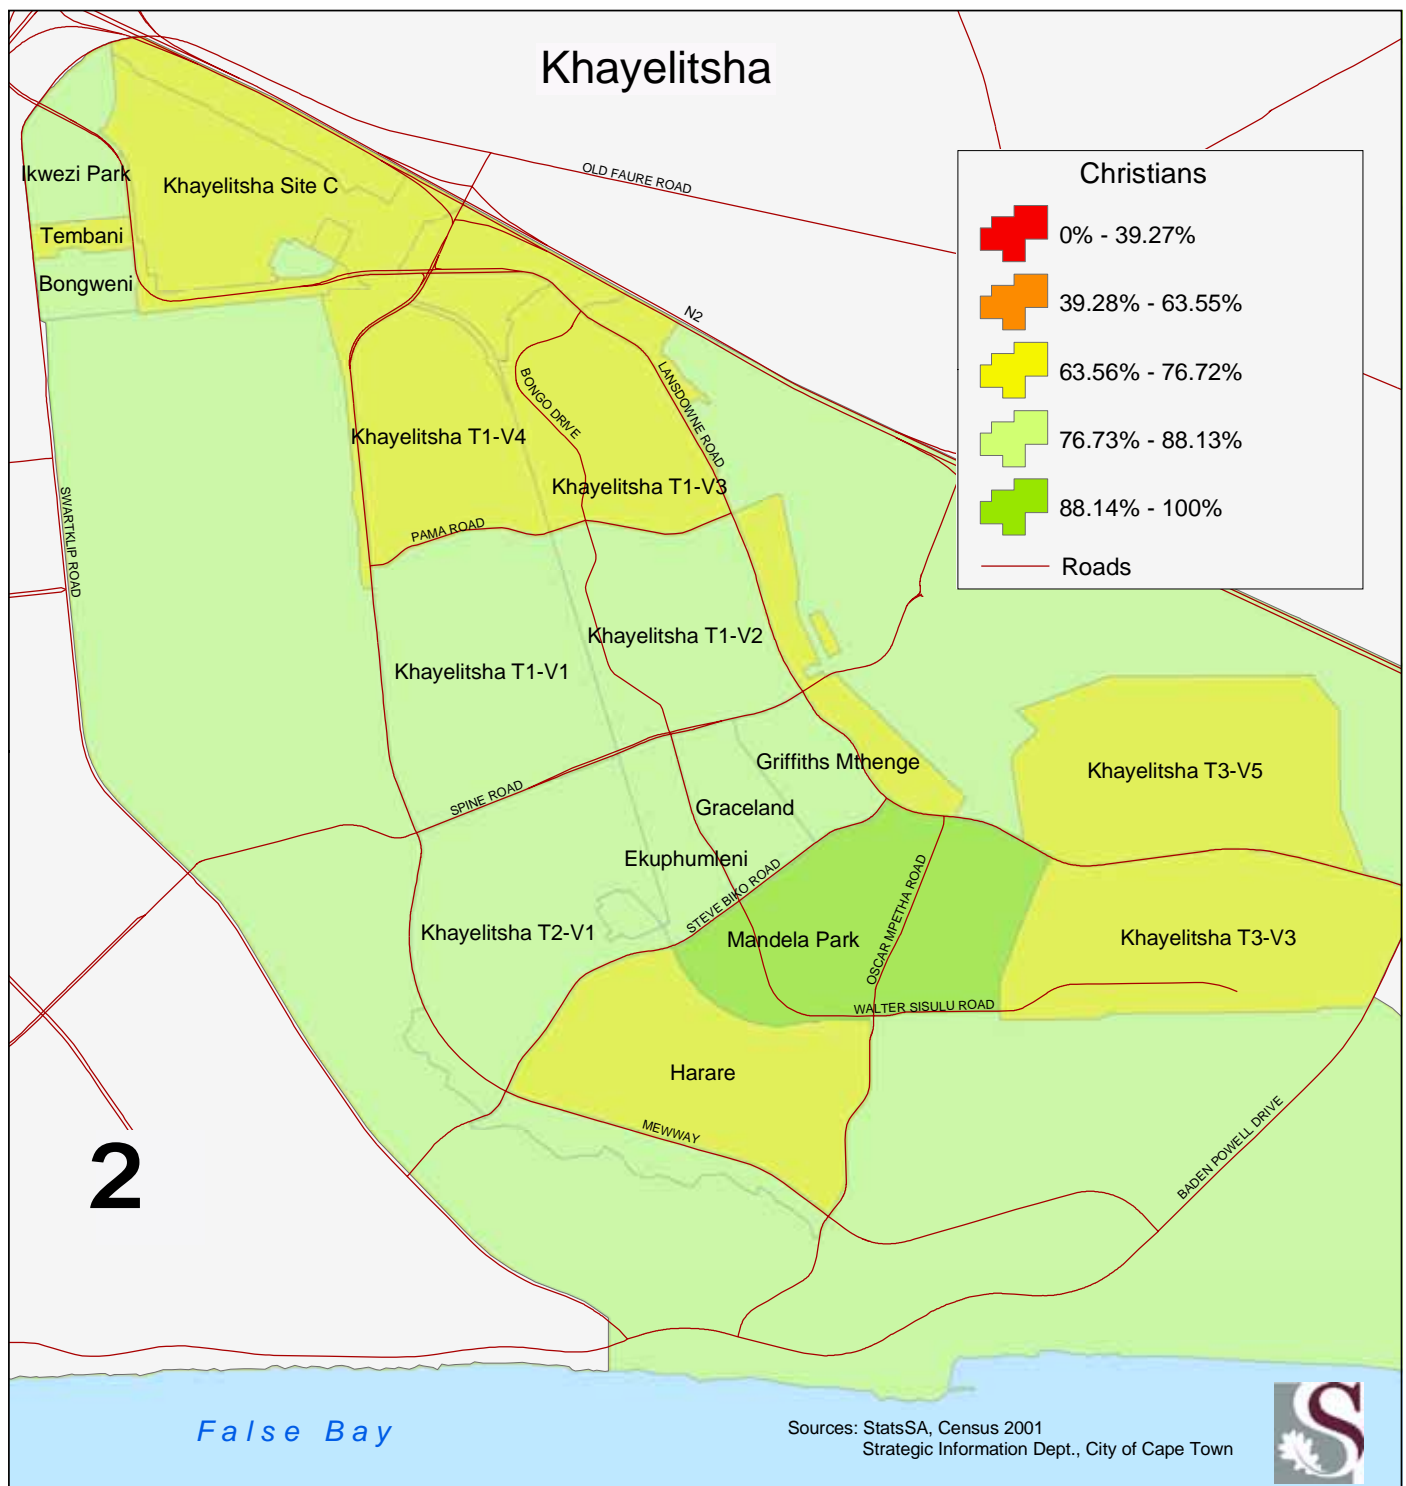 Khayelitsha
OLD FAURE ROAD
Christians
0% - 39.27%
39.28% - 63.55%
63.56% - 76.72%
76.73% - 88.13%
88.14% - 100%
Roads
Ikwezi Park
Khayelitsha Site C
Tembani
Bongweni
N2
BONGO DRIVE
LANSDOWNE ROAD
Khayelitsha T1-V4
Khayelitsha T1-V3
SWARTKLIP ROAD
PAMA ROAD
Khayelitsha T1-V2
Khayelitsha T1-V1
Griffiths Mthenge
Khayelitsha T3-V5
SPINE ROAD
Graceland
Ekuphumleni
STEVE BIKO ROAD
OSCAR MPETHA ROAD
Khayelitsha T2-V1
Mandela Park
Khayelitsha T3-V3
WALTER SISULU ROAD
Harare
MEWWAY
BADEN POWELL DRIVE
2
False Bay
Sources: StatsSA, Census 2001
Strategic Information Dept., City of Cape Town
S